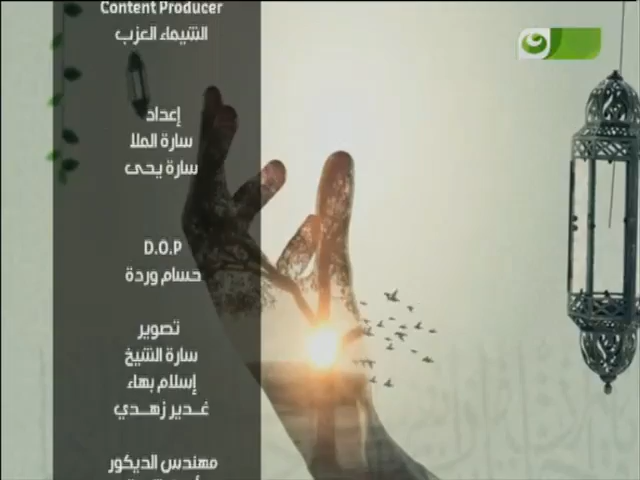 Content Producer
الشيماء العزب
إعداد
سارة الملا
سارة يحى
D.O.P
حسام وردة
تصوير
سارة الشيخ
إسلام بهاء
غدير زهدي
مهندس الديكور